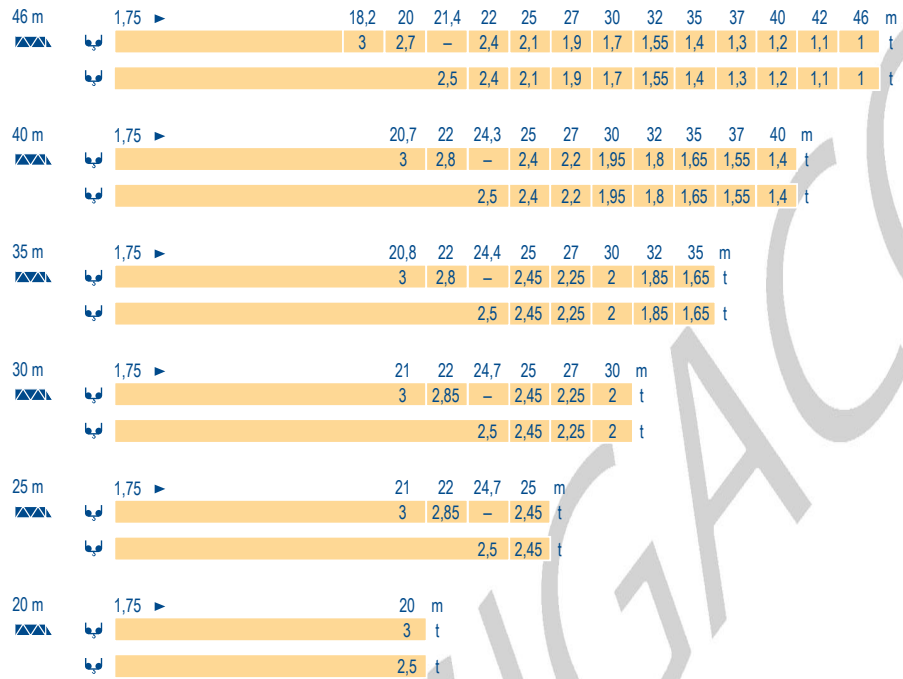 46 m 1,75 ► 18,2 20 21,4 22 25 27 30 32 35 37 40 42 46 m
3 2,7 – 2,4 2,1 1,9 1,7 1,55 1,4 1,3 1,2 1,1 1 t
2,5 2,4 2,1 1,9 1,7 1,55 1,4 1,3 1,2 1,1 1 t
40 m 1,75 ► 20,7 22 24,3 25 27 30 32 35 37 40 m
3 2,8 – 2,4 2,2 1,95 1,8 1,65 1,55 1,4 t
2,5 2,4 2,2 1,95 1,8 1,65 1,55 1,4 t
35 m 1,75 ► 20,8 22 24,4 25 27 30 32 35 m
3 2,8 – 2,45 2,25 2 1,85 1,65 t
2,5 2,45 2,25 2 1,85 1,65 t
30 m 1,75 ► 21 22 24,7 25 27 30 m
3 2,85 – 2,45 2,25 2 t
2,5 2,45 2,25 2 t
25 m 1,75 ► 21 22 24,7 25 m
3 2,85 – 2,45 t
2,5 2,45 t
20 m 1,75 ► 20 m
3 t
2,5 t